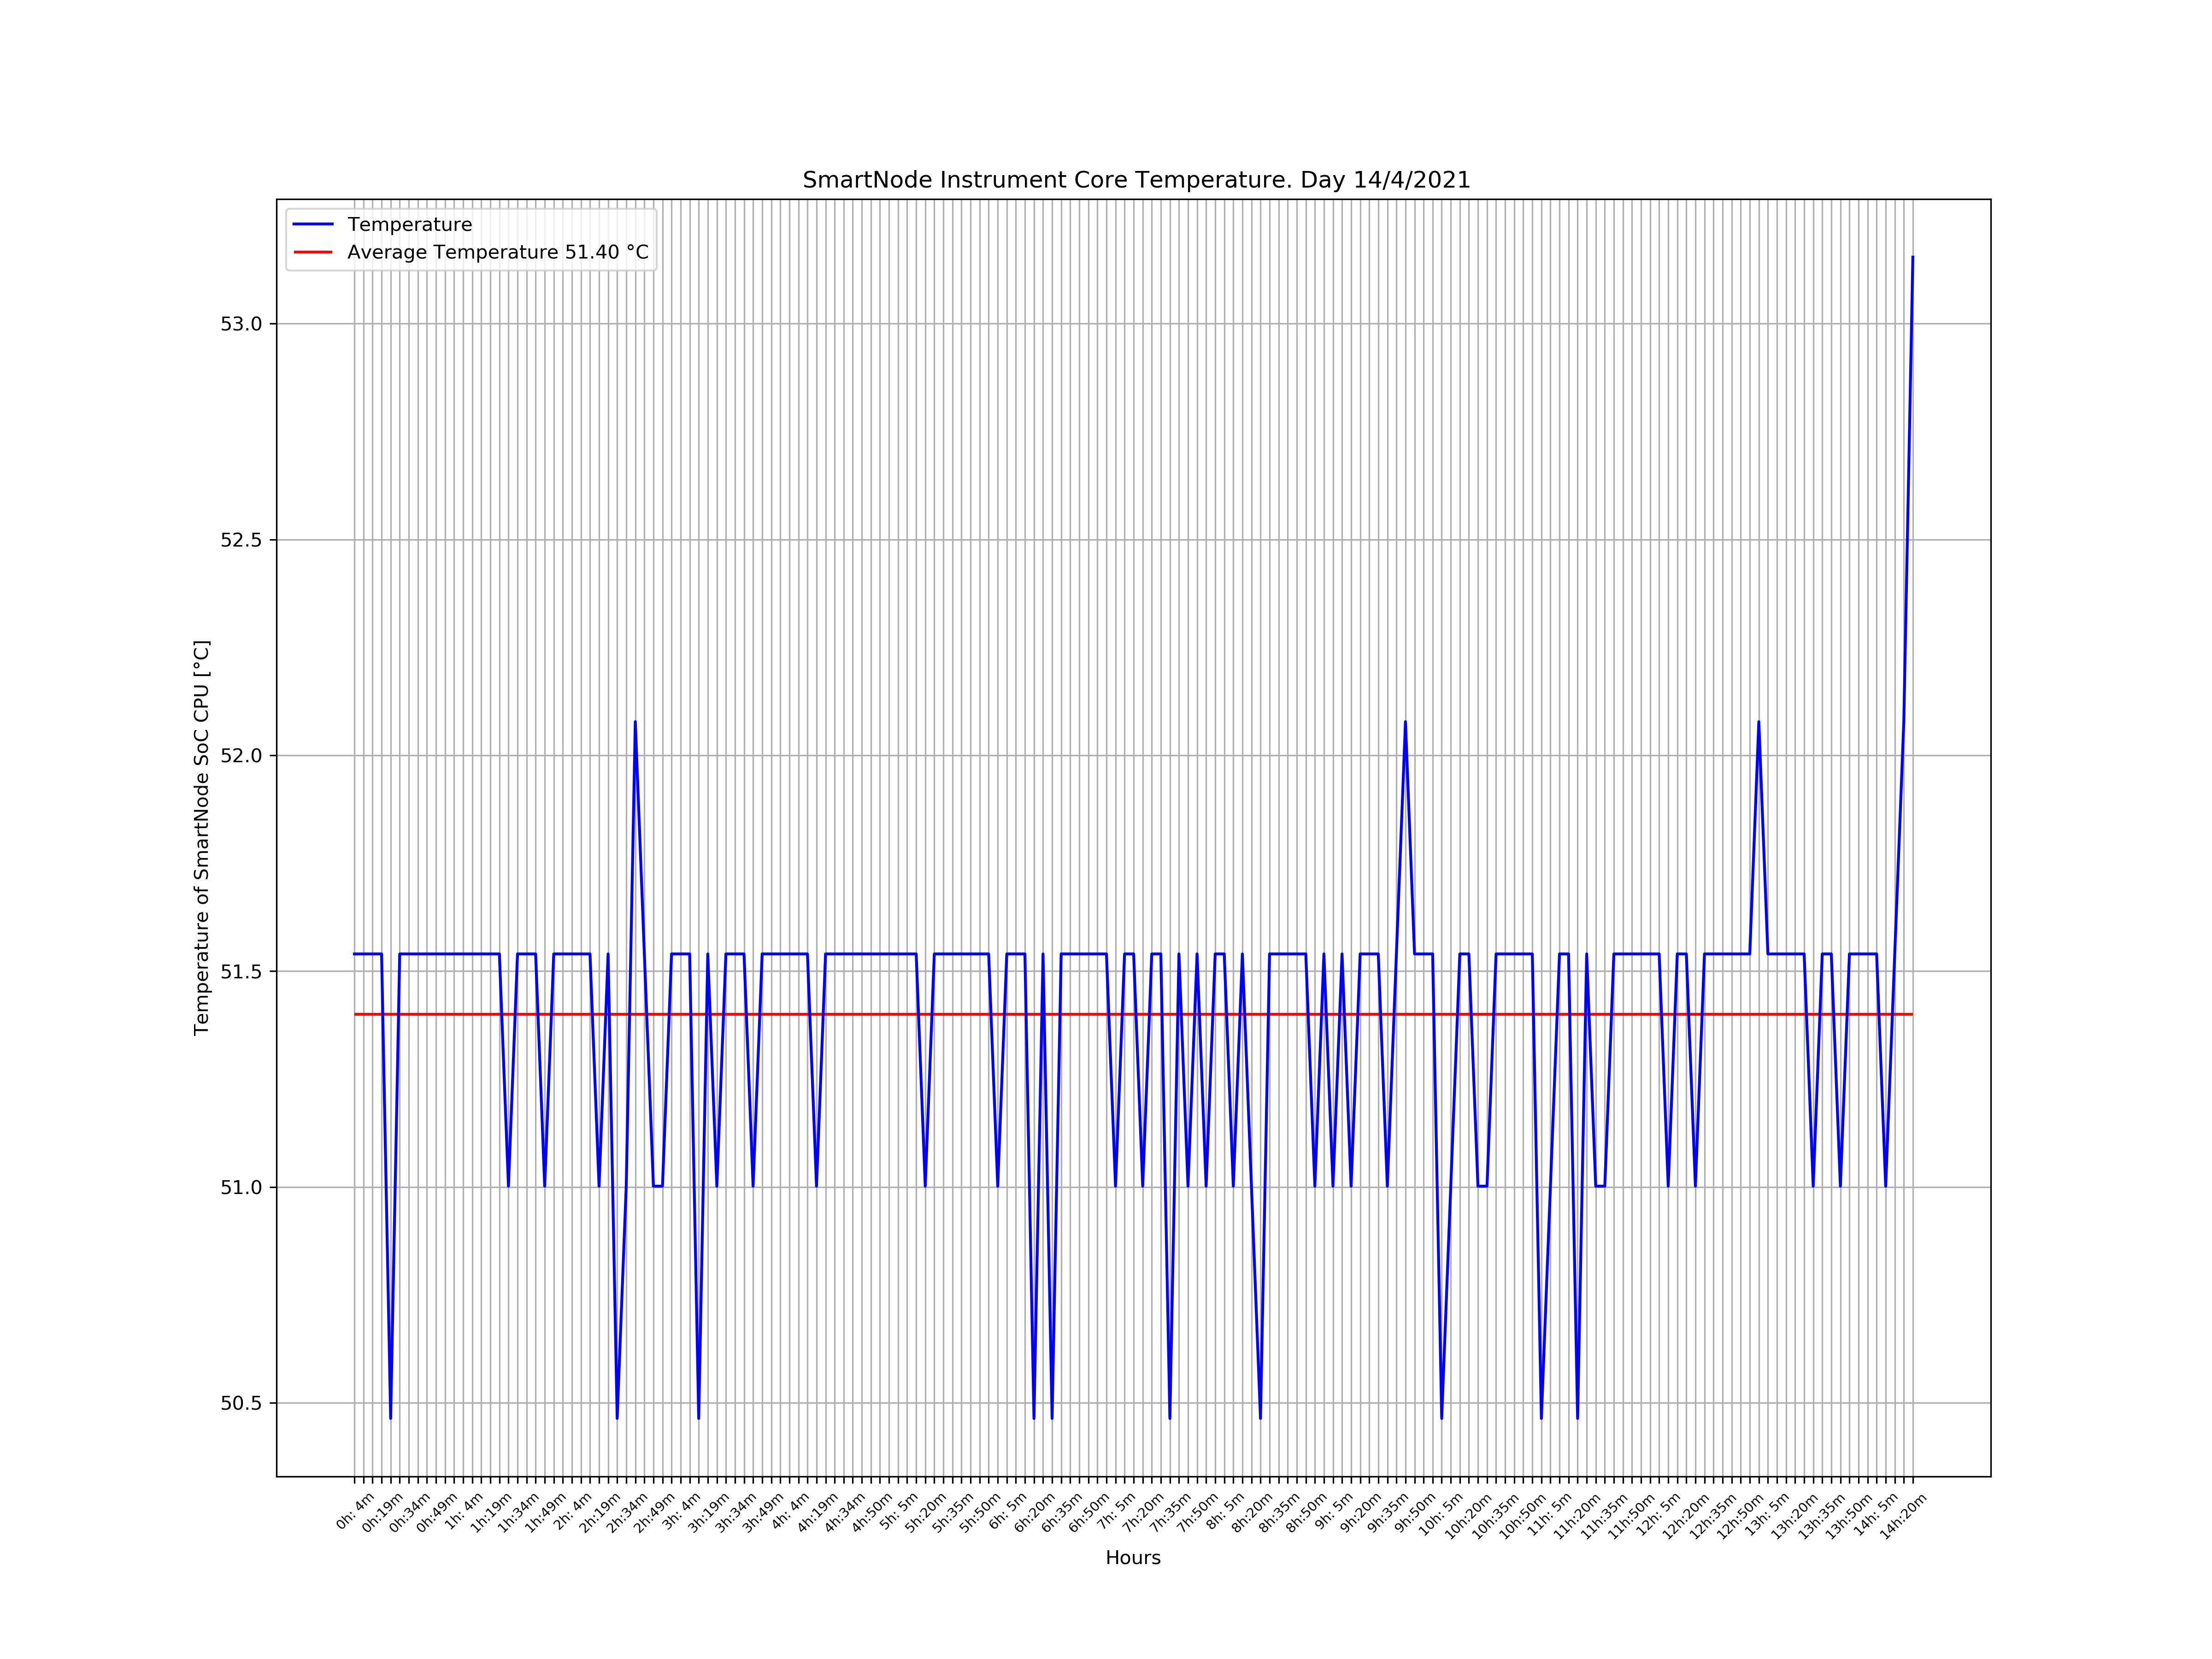 SmartNode Instrument Core Temperature. Day 14/4/2021
Temperature
Average Temperature 51.40 °C
Temperature of SmartNode SoC CPU [°C]
53.0
52.5
52.0
51.5
51.0
50.5
0h: 4m
0h:19m
0h:34m
0h:49m
1h: 4m
1h:19m
1h:34m
1h:49m
2h: 4m
2h:19m
2h:34m
2h:49m
3h: 4m
3h:19m
3h:34m
3h:49m
4h: 4m
4h:19m
4h:34m
4h:50m
5h: 5m
5h:20m
5h:35m
5h:50m
6h: 5m
6h:20m
6h:35m
6h:50m
7h: 5m
7h:20m
7h:35m
7h:50m
8h: 5m
8h:20m
8h:35m
8h:50m
9h: 5m
9h:20m
9h:35m
9h:50m
10h: 5m
10h:20m
10h:35m
10h:50m
11h: 5m
11h:20m
11h:35m
11h:50m
12h: 5m
12h:20m
12h:35m
12h:50m
13h: 5m
13h:20m
13h:35m
13h:50m
14h: 5m
14h:20m
Hours